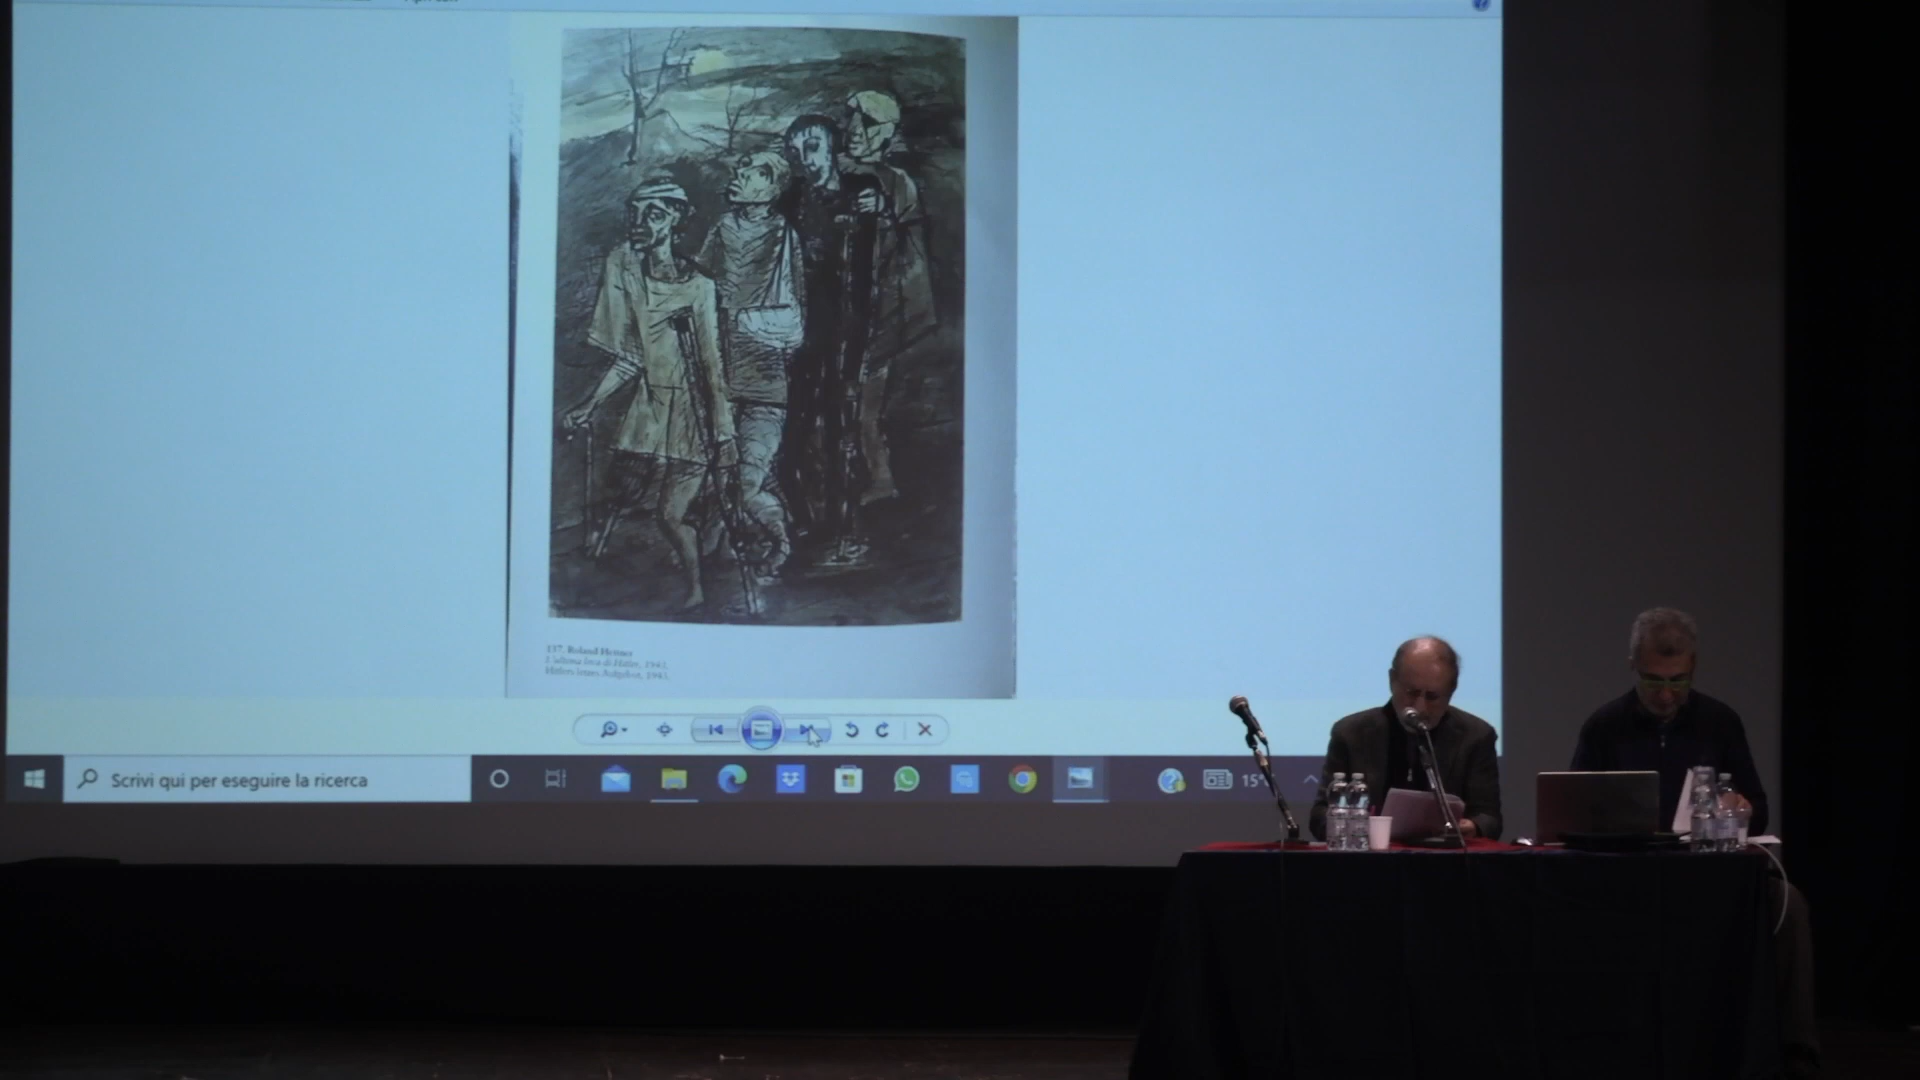 137. Roland Hettner
L'ultima leva di Hitler, 1943.
Hitlers letztes Aufgebot, 1943.
Scrivi qui per eseguire la ricerca
15°